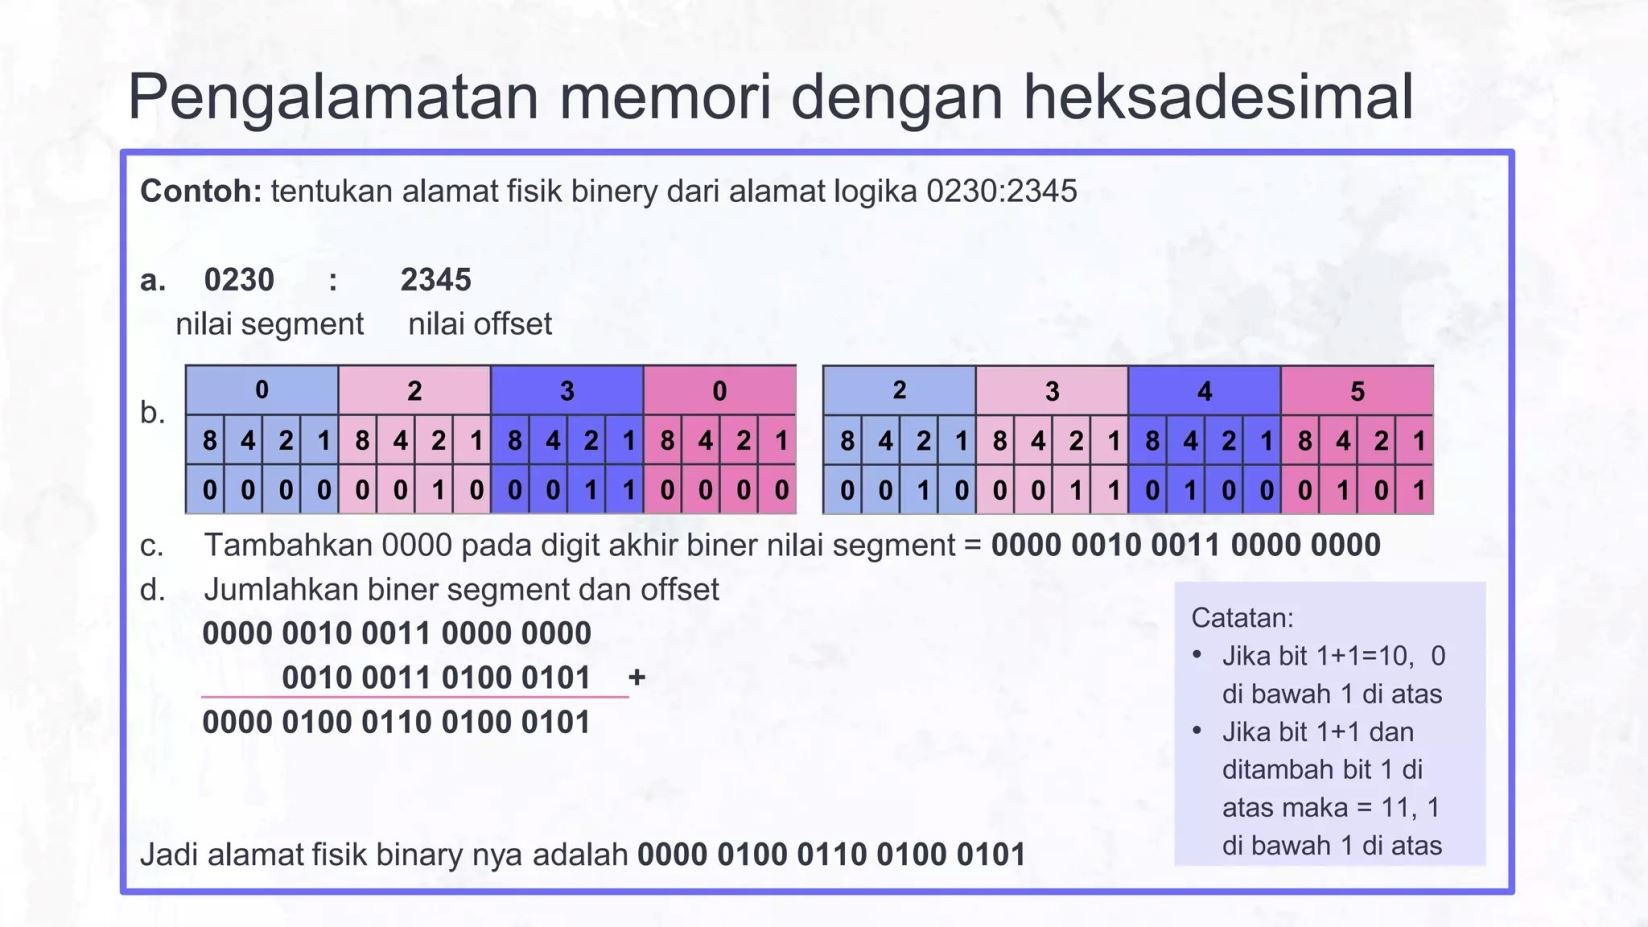 Pengalamatan memori dengan heksadesimal
Contoh: tentukan alamat fisik binery dari alamat logika 0230:2345
a. 0230 : 2345
nilai segment nilai offset
b.
0 2 3 0
8 4 2 1 8 4 2 1 8 4 2 1 8 4 2 1
0 0 0 0 0 0 1 0 0 0 1 1 0 0 0 0
2 3 4 5
8 4 2 1 8 4 2 1 8 4 2 1 8 4 2 1
0 0 1 0 0 0 1 1 0 1 0 0 0 1 0 1
c. Tambahkan 0000 pada digit akhir biner nilai segment = 0000 0010 0011 0000 0000
d. Jumlahkan biner segment dan offset
0000 0010 0011 0000 0000
0010 0011 0100 0101 +
0000 0100 0110 0100 0101
Catatan:
• Jika bit 1+1=10, 0
di bawah 1 di atas
• Jika bit 1+1 dan
ditambah bit 1 di
atas maka = 11, 1
di bawah 1 di atas
Jadi alamat fisik binary nya adalah 0000 0100 0110 0100 0101